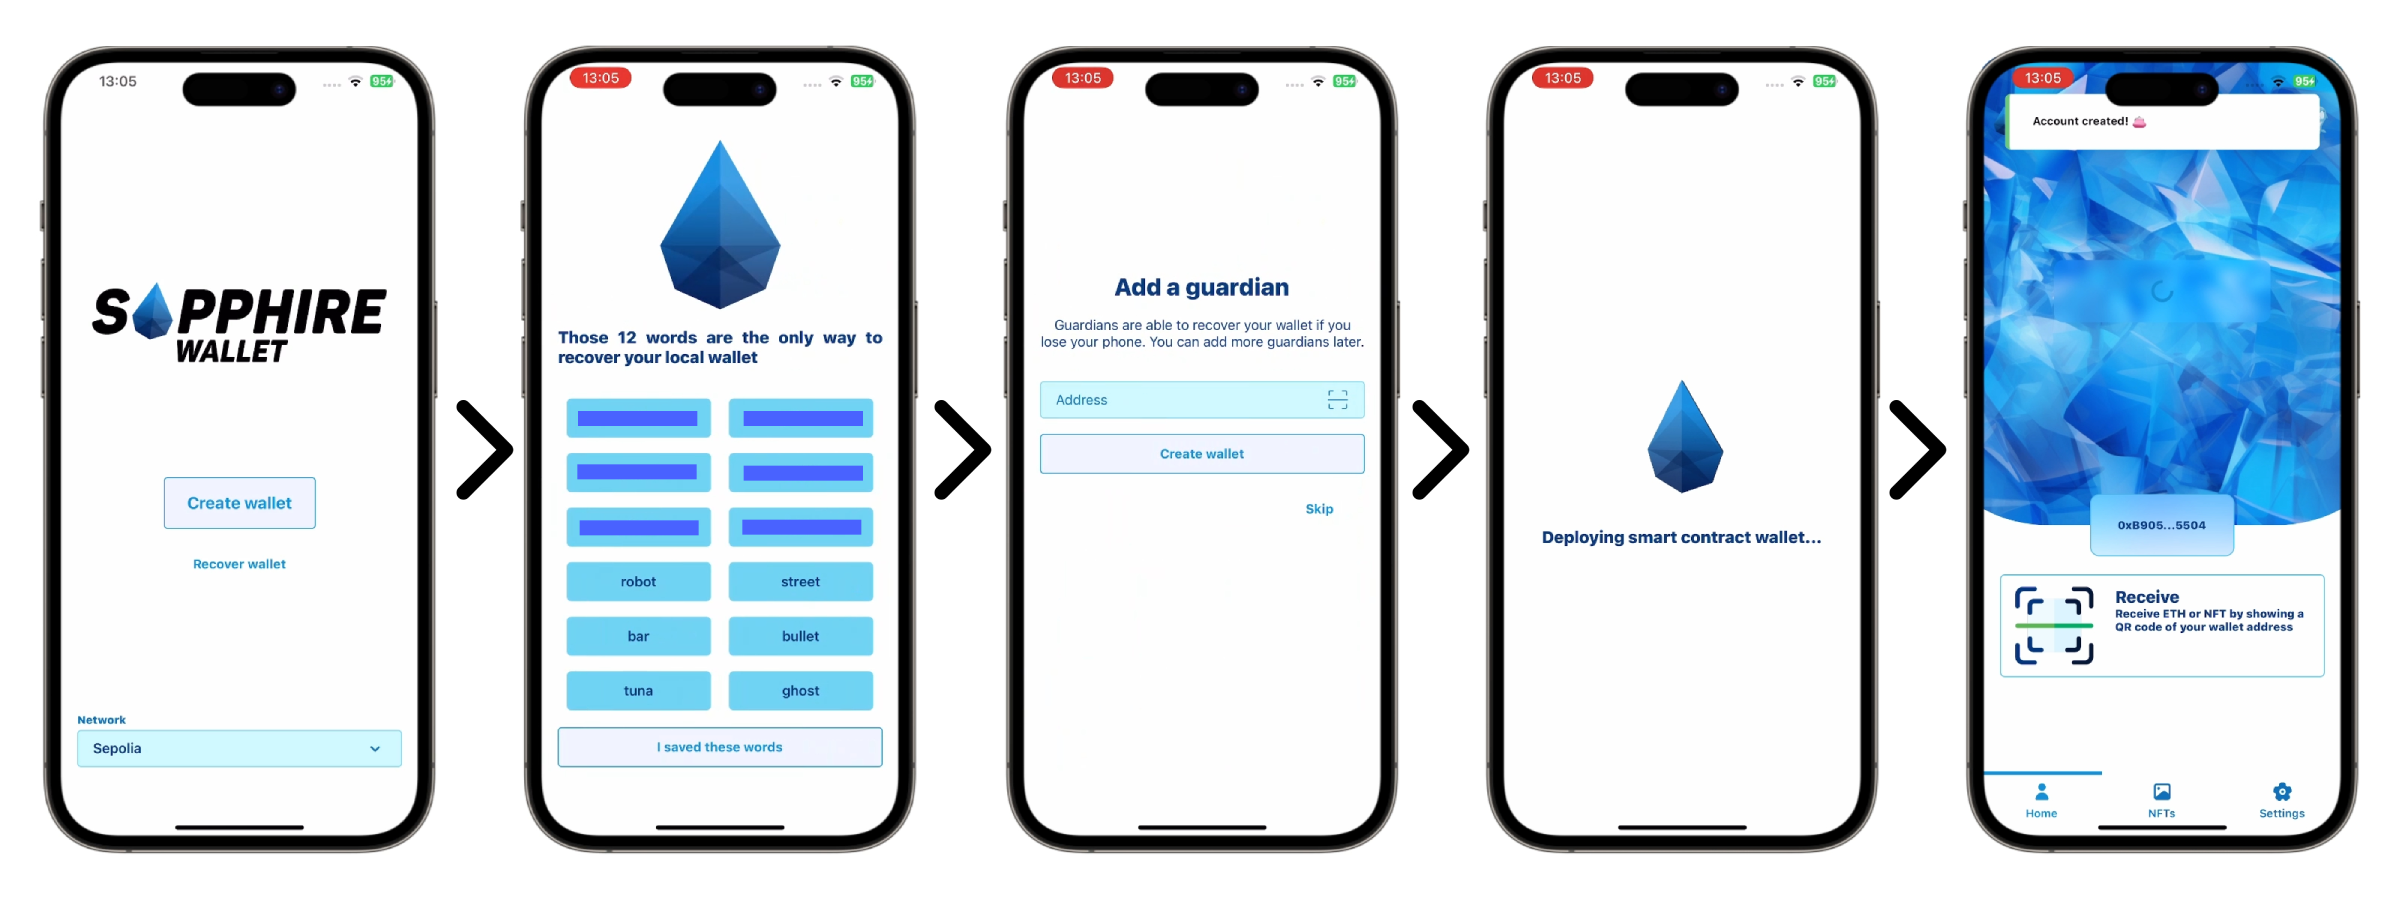 13:05
95
SAPPHIRE
WALLET
Create wallet
Recover wallet
Network
Sepolia
13:05
95
Those 12 words are the only way to
recover your local wallet
robot street
bar bullet
tuna ghost
I saved these words
13:05
95
Add a guardian
Guardians are able to recover your wallet if you
lose your phone. You can add more guardians later.
Address
Create wallet
Skip
13:05
95
Deploying smart contract wallet...
13:05
95
Account created!
0xB905...5504
Receive
Receive ETH or NFT by showing a
QR code of your wallet address
Home NFTs Settings